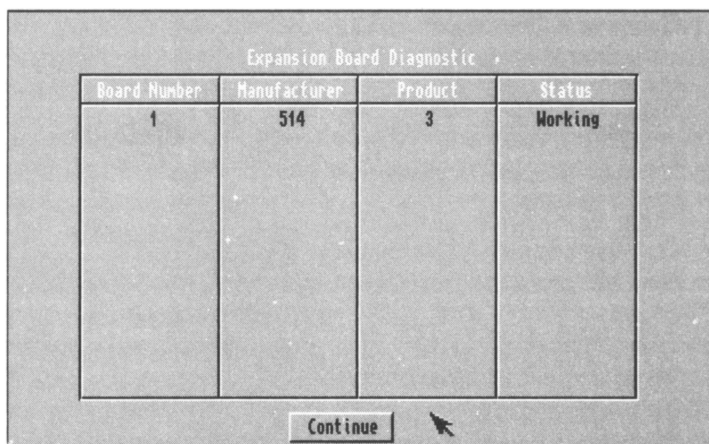 Expansion Board Diagnostic
Board Number Manufacturer Product Status
1 514 3 Working
Continue